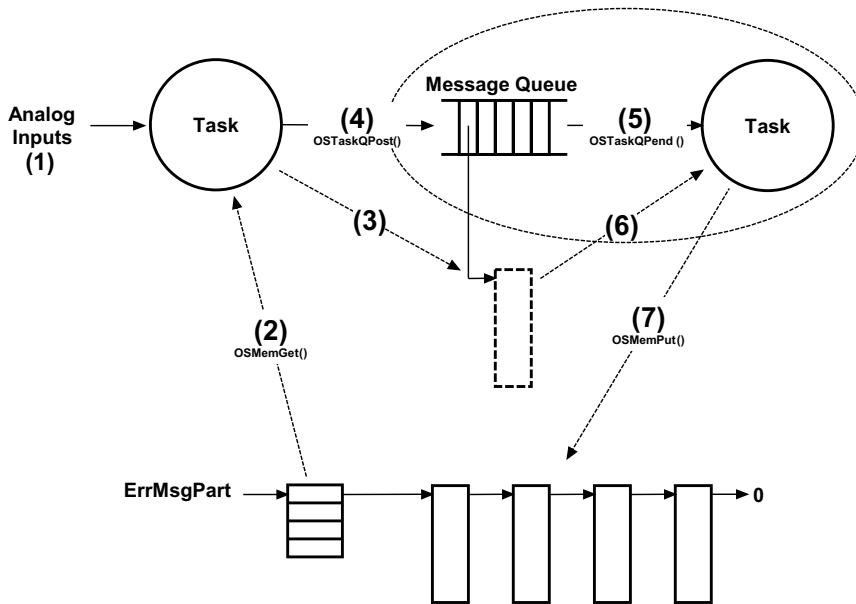 Message Queue
Analog
Inputs
(1)
Task
(4)
OSTaskQPost()
(5)
OSTaskQPend ()
Task
(3)
(6)
(2)
OSMemGet()
(7)
OSMemPut()
ErrMsgPart
0